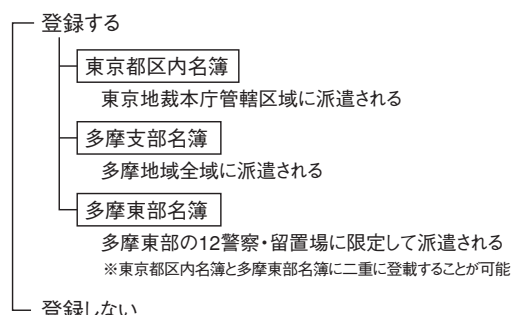 登録する
東京都区内名簿
東京地裁本庁管轄区域に派遣される
多摩支部名簿
多摩地域全域に派遣される
多摩東部名簿
多摩東部の12警察・留置場に限定して派遣される
※東京都区内名簿と多摩東部名簿に二重に登載することが可能
登録しない